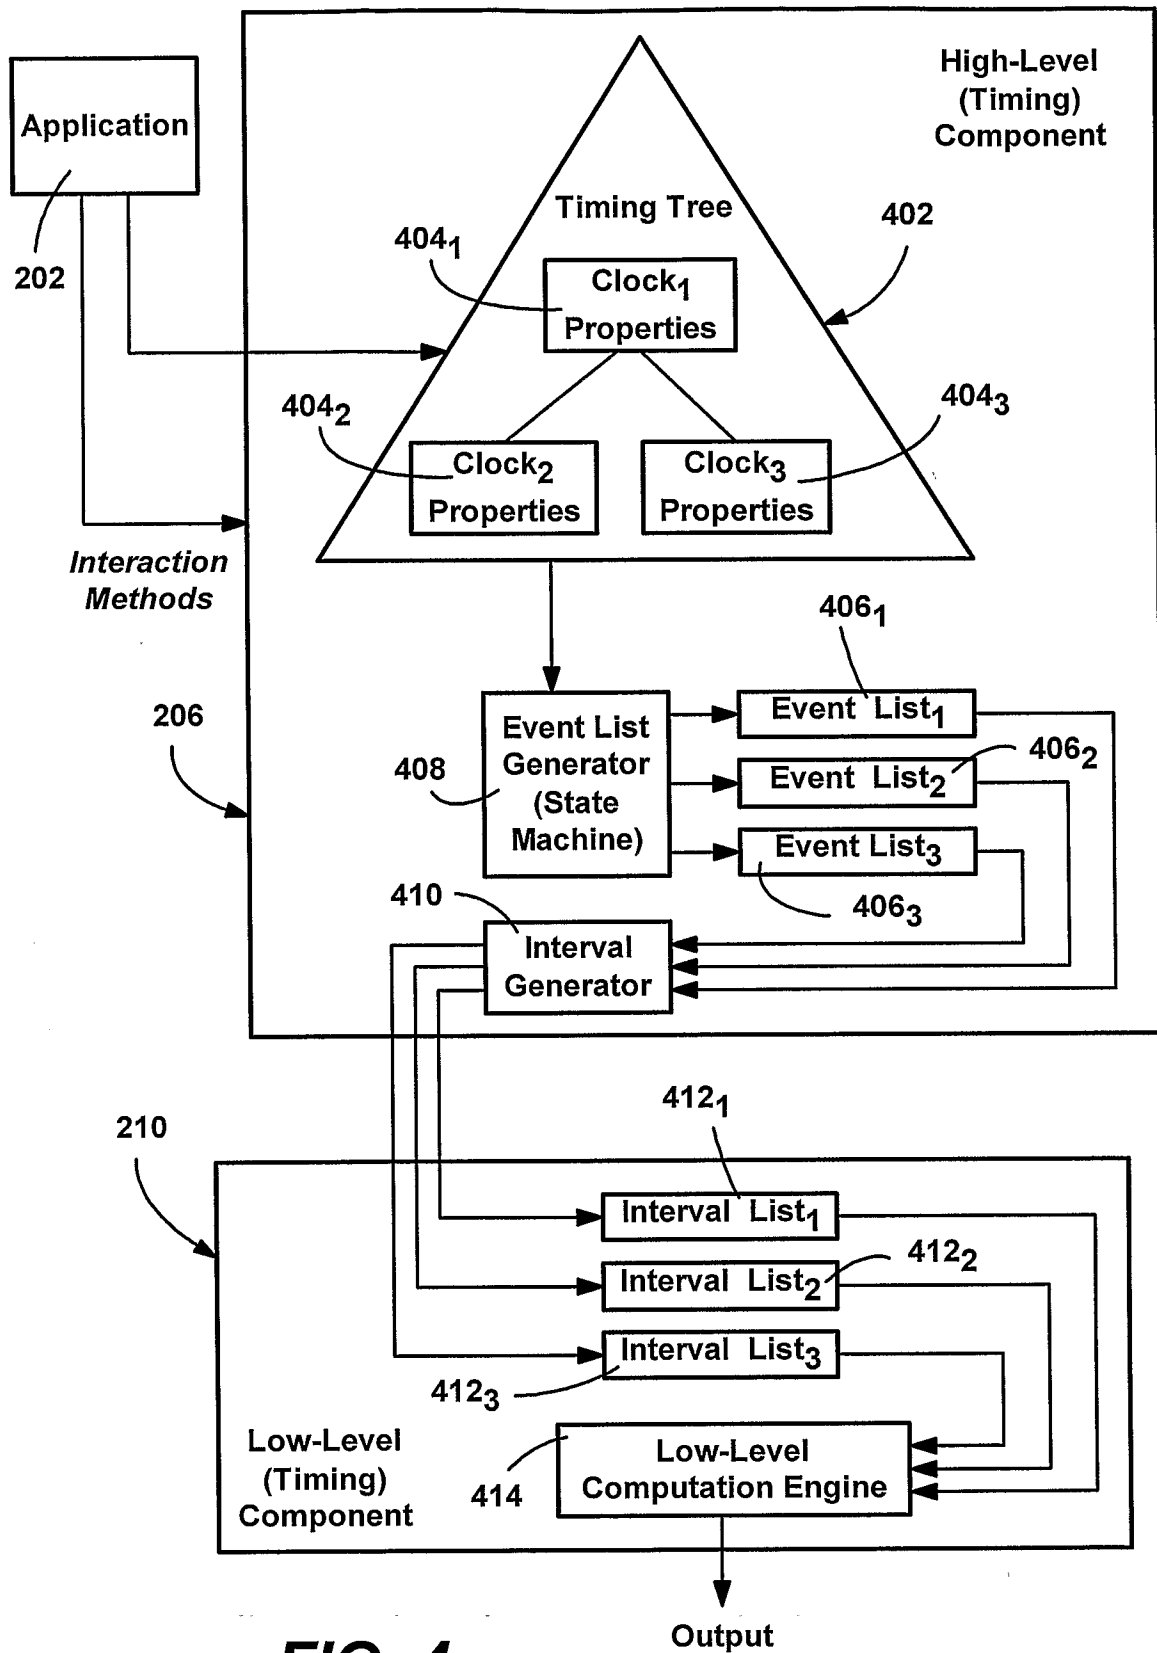 High-Level
(Timing)
Component
Application
Timing Tree
402
404₁
202
Clock₁
Properties
404₂
404₃
Clock₂
Properties
Clock₃
Properties
Interaction
Methods
406₁
206
Event List
Generator
(State
Machine)
Event List₁
406₂
408
Event List₂
Event List₃
410
406₃
Interval
Generator
412₁
210
Interval List₁
412₂
Interval List₂
Interval List₃
412₃
Low-Level
(Timing)
Component
Low-Level
Computation Engine
414
Output